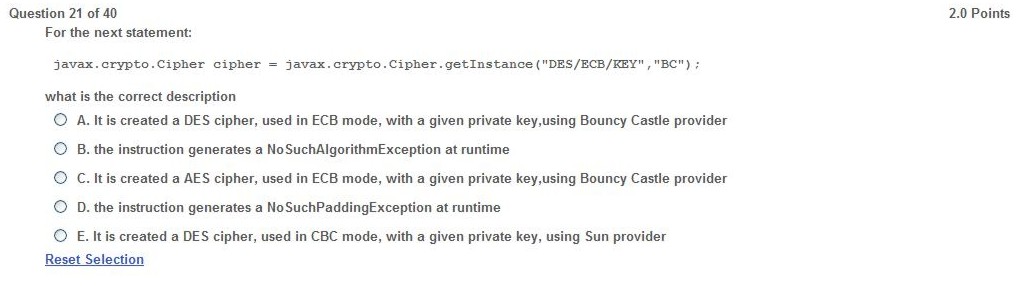 Question 21 of 40 2.0 Points
For the next statement:
javax.crypto.Cipher cipher = javax.crypto.Cipher.getInstance("DES/ECB/KEY","BC");
what is the correct description
A. It is created a DES cipher, used in ECB mode, with a given private key,using Bouncy Castle provider
B. the instruction generates a NoSuchAlgorithmException at runtime
C. It is created a AES cipher, used in ECB mode, with a given private key,using Bouncy Castle provider
D. the instruction generates a NoSuchPaddingException at runtime
E. It is created a DES cipher, used in CBC mode, with a given private key, using Sun provider
Reset Selection